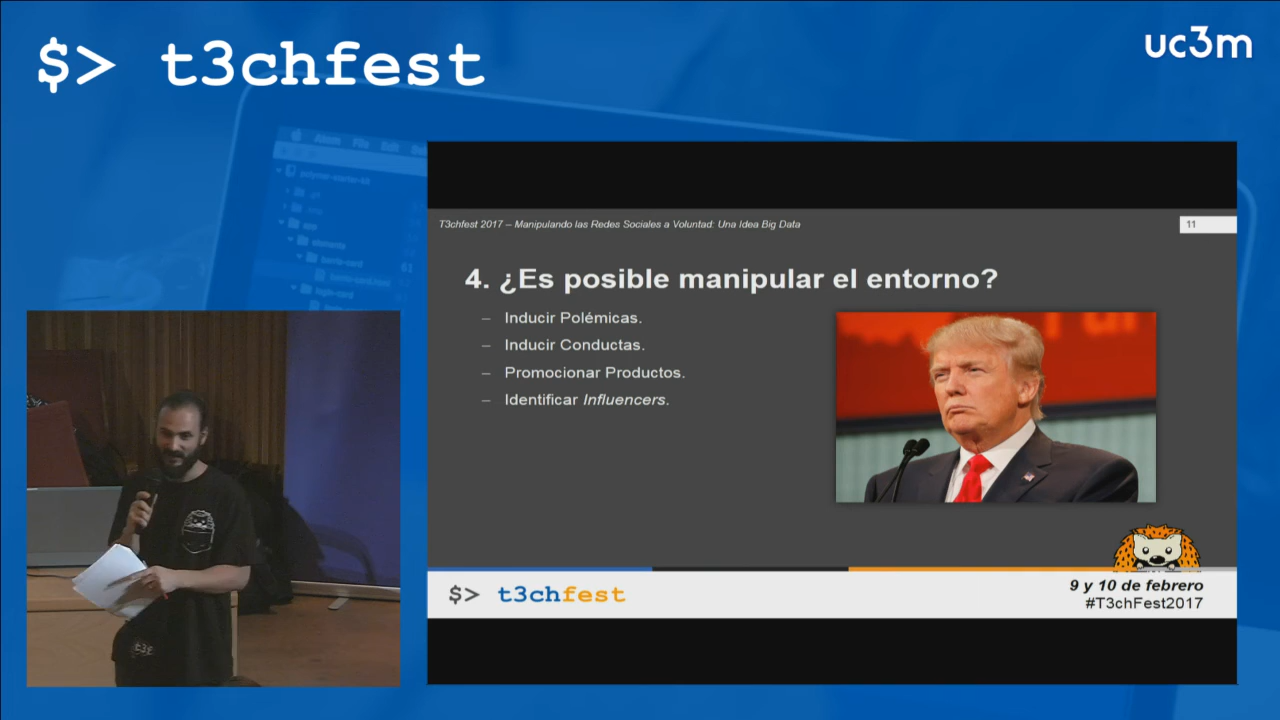 $> t3chfest
uc3m
T3chfest 2017 – Manipulando las Redes Sociales a Voluntad: Una Idea Big Data
11
4. ¿Es posible manipular el entorno?
– Inducir Polémicas.
– Inducir Conductas.
– Promocionar Productos.
– Identificar Influencers.
$> t3chfest
9 y 10 de febrero
#T3chFest2017